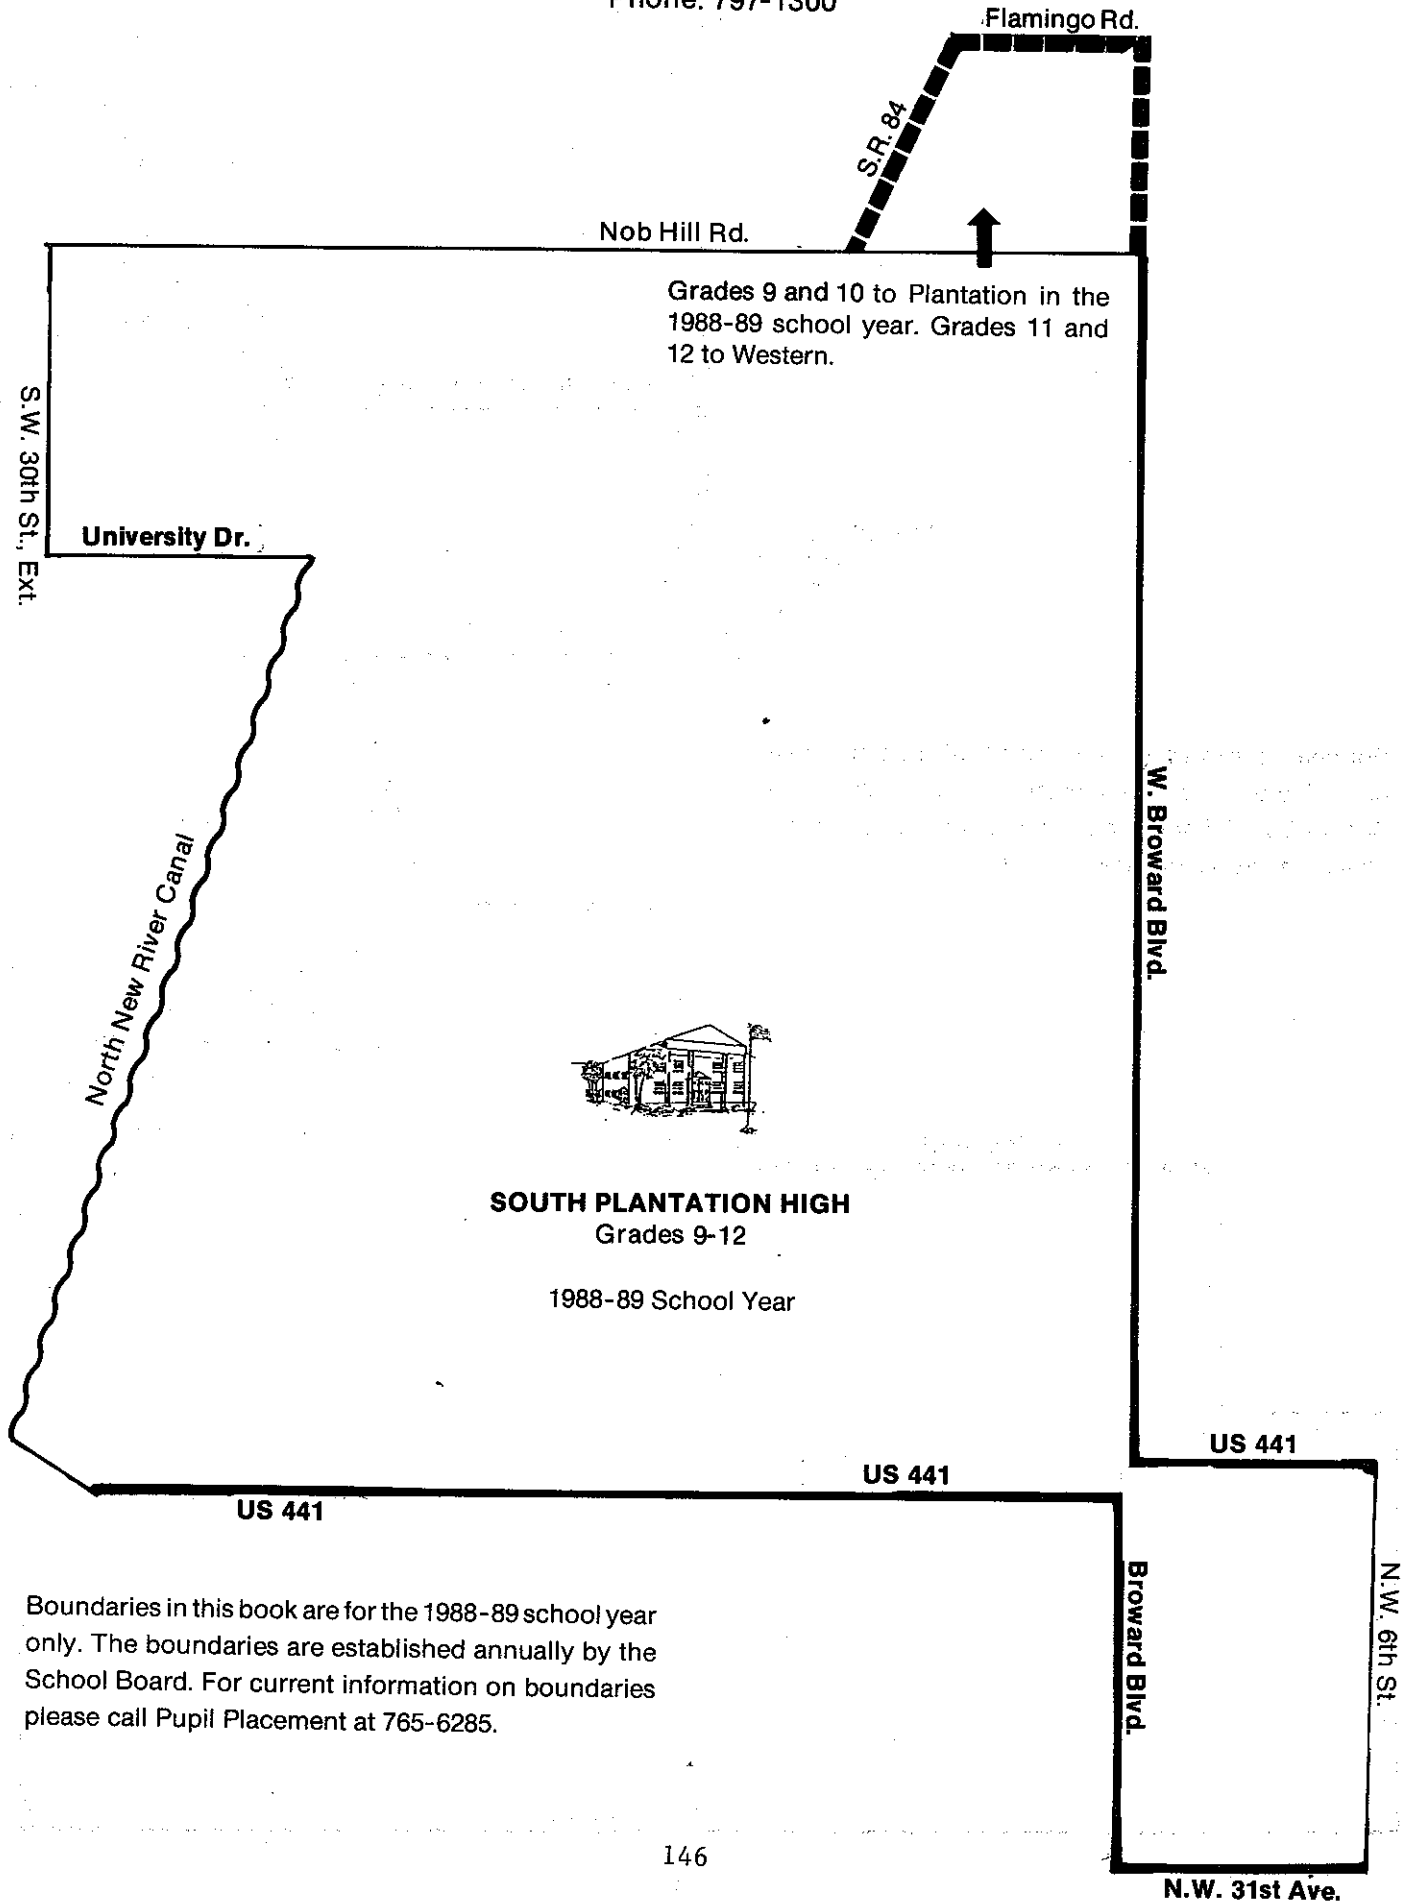 Phone: 797-1300
Flamingo Rd.
S.R. 84
Nob Hill Rd.
Grades 9 and 10 to Plantation in the
1988-89 school year. Grades 11 and
12 to Western.
S.W. 30th St., Ext.
University Dr.
W. Broward Blvd.
North New River Canal
SOUTH PLANTATION HIGH
Grades 9-12
1988-89 School Year
US 441
US 441
US 441
Boundaries in this book are for the 1988-89 school year
only. The boundaries are established annually by the
School Board. For current information on boundaries
please call Pupil Placement at 765-6285.
Broward Blvd.
N.W. 6th St.
146
N.W. 31st Ave.